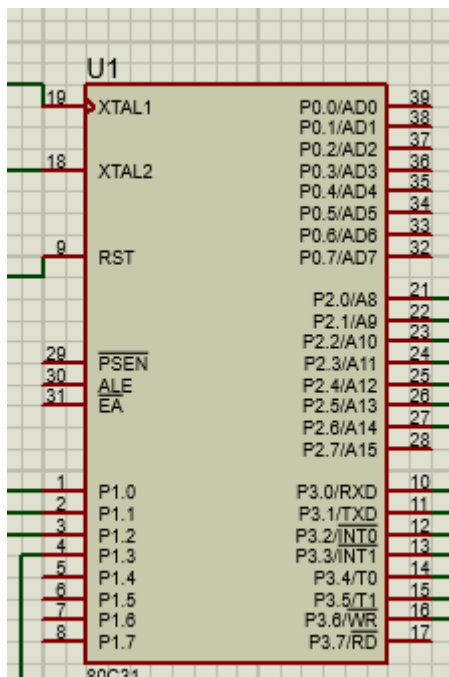 U1
19 XTAL1 P0.0/AD0 39
P0.1/AD1 38
P0.2/AD2 37
18 XTAL2 P0.3/AD3 36
P0.4/AD4 35
P0.5/AD5 34
P0.6/AD6 33
9 RST P0.7/AD7 32
P2.0/A8 21
P2.1/A9 22
P2.2/A10 23
29 PSEN P2.3/A11 24
30 ALE P2.4/A12 25
31 EA P2.5/A13 26
P2.6/A14 27
P2.7/A15 28
1 P1.0 P3.0/RXD 10
2 P1.1 P3.1/TXD 11
3 P1.2 P3.2/INT0 12
4 P1.3 P3.3/INT1 13
5 P1.4 P3.4/T0 14
6 P1.5 P3.5/T1 15
7 P1.6 P3.6/WR 16
8 P1.7 P3.7/RD 17
80C31